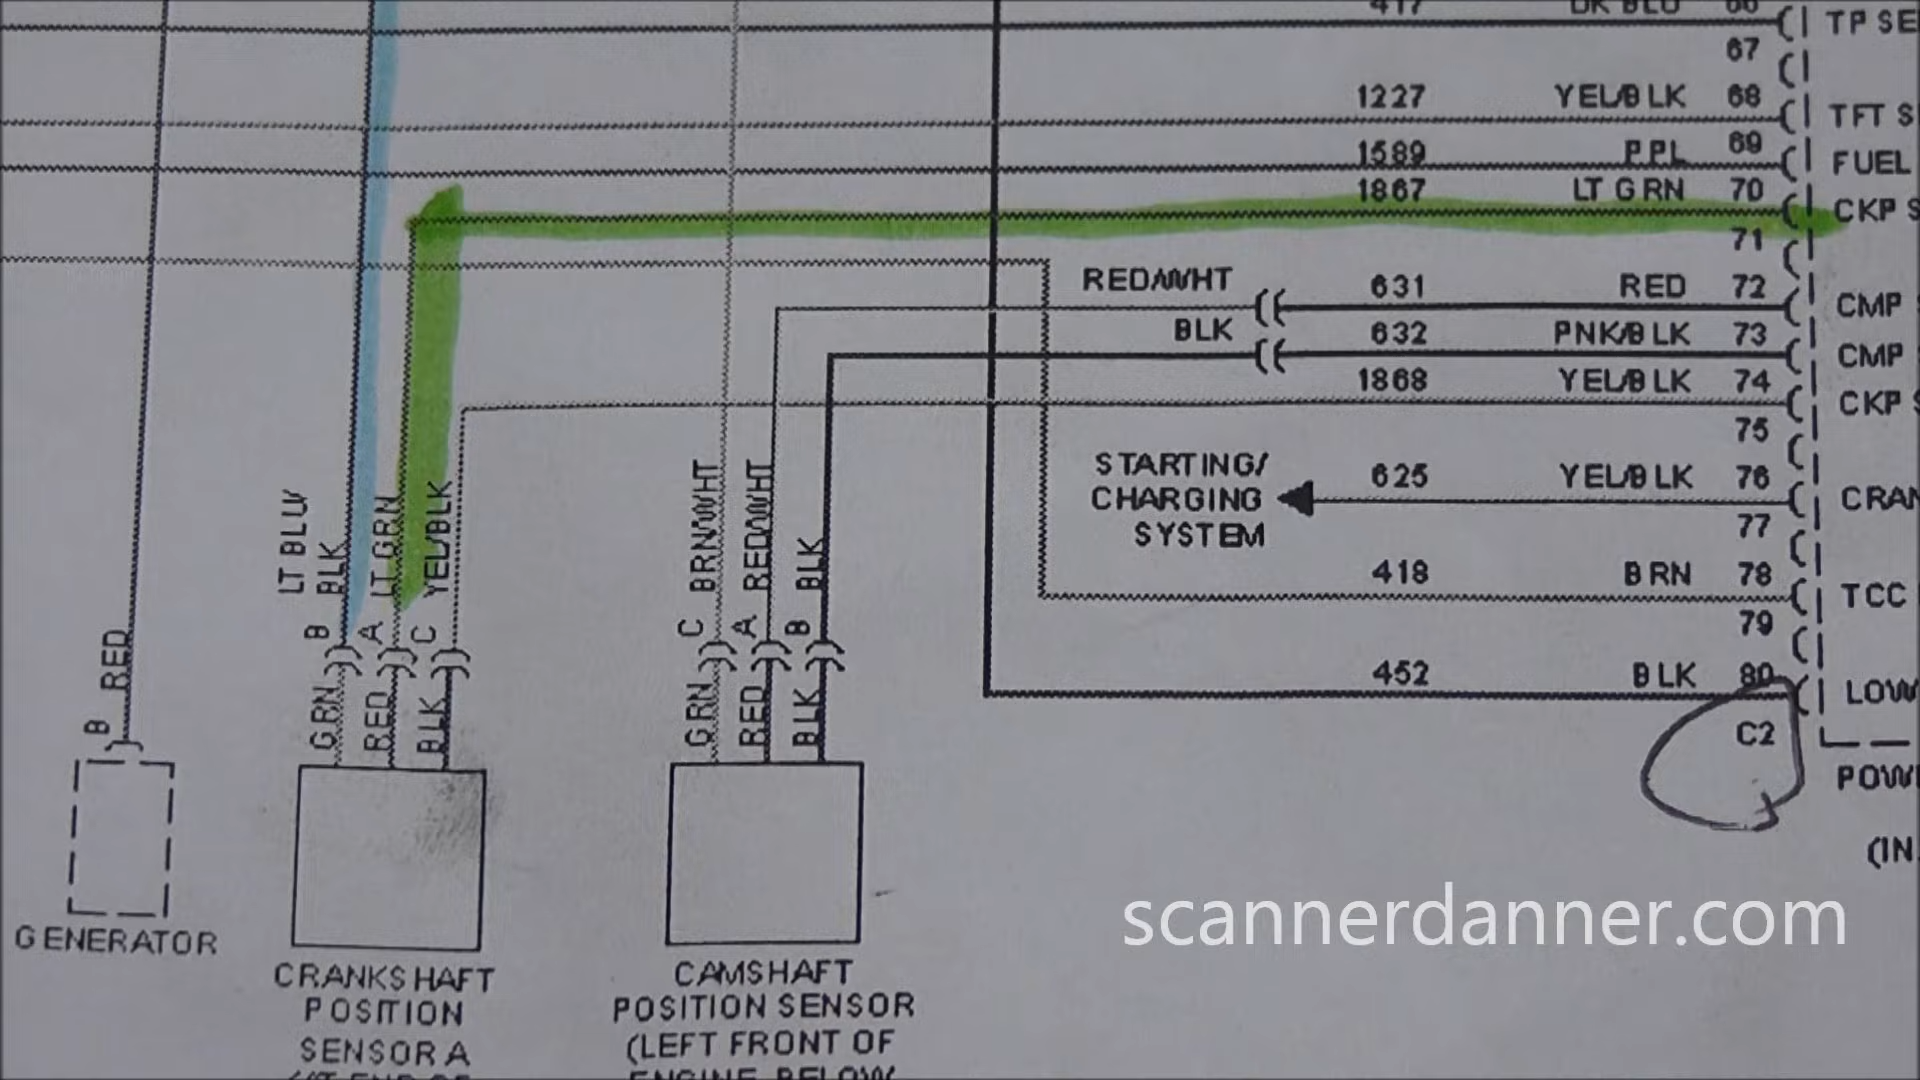 417 DK BLU 66 TP SE
67
1227 YEL/BLK 68 TFT S
1589 PPL 69 FUEL
1867 LT GRN 70 CKP S
71
RED/WHT 631 RED 72 CMP
BLK 632 PNK/BLK 73 CMP
1868 YEL/BLK 74 CKP S
75
STARTING/
CHARGING
SYSTEM
625 YEL/BLK 76 CRAN
77
418 BRN 78 TCC
79
452 BLK 80 LOW
C2
POW
(IN
LT BLU
BLK
LT GRN
YEL/BLK
B
A
C
GRN
RED
BLK
BRN/WHT
RED/WHT
BLK
C
A
B
GRN
RED
BLK
RED
B
GENERATOR
CRANKSHAFT
POSITION
SENSOR A
CAMSHAFT
POSITION SENSOR
(LEFT FRONT OF
ENGINE, BELOW
scannerdanner.com